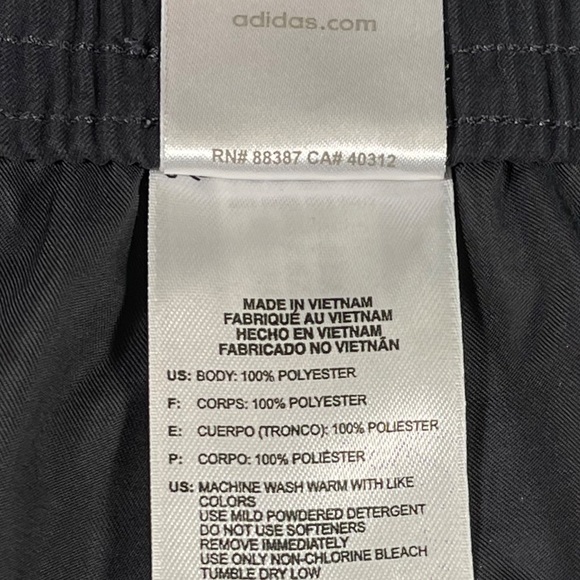 adidas.com
RN# 88387 CA# 40312
MADE IN VIETNAM
FABRIQUÉ AU VIETNAM
HECHO EN VIETNAM
FABRICADO NO VIETNÃN
US: BODY: 100% POLYESTER
F: CORPS: 100% POLYESTER
E: CUERPO (TRONCO): 100% POLIESTER
P: CORPO: 100% POLIÉSTER
US: MACHINE WASH WARM WITH LIKE
COLORS
USE MILD POWDERED DETERGENT
DO NOT USE SOFTENERS
REMOVE IMMEDIATELY
USE ONLY NON-CHLORINE BLEACH
TUMBLE DRY LOW